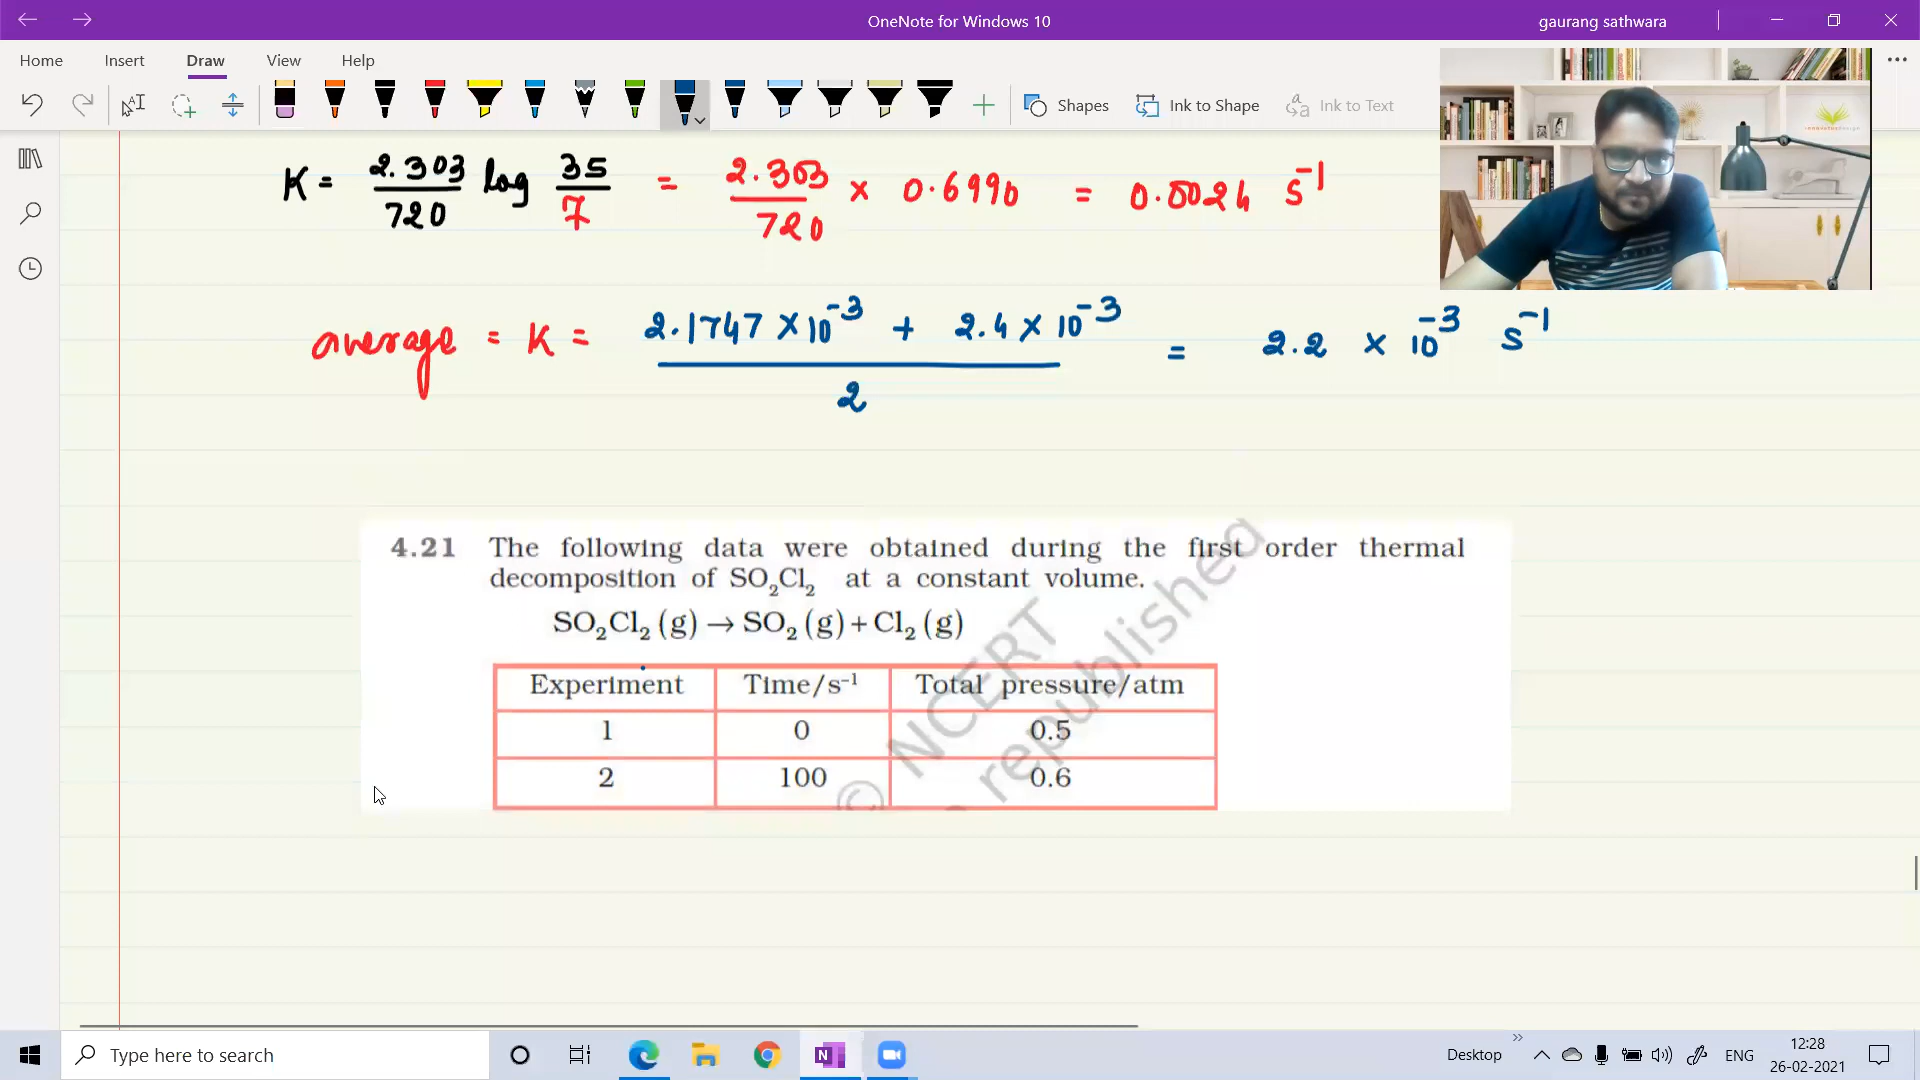 OneNote for Windows 10
gaurang sathwara
Home Insert Draw View Help
Shapes Ink to Shape Ink to Text
K = 2.303/720 log 35/7 = 2.303/720 × 0.6990 = 0.0024 s⁻¹
average = K = 2.1747 × 10⁻³ + 2.4 × 10⁻³ / 2 = 2.2 × 10⁻³ s⁻¹
4.21 The following data were obtained during the first order thermal
decomposition of SO₂Cl₂ at a constant volume.
SO₂Cl₂ (g) → SO₂ (g) + Cl₂ (g)
Experiment Time/s⁻¹ Total pressure/atm
1 0 0.5
2 100 0.6
© NCERT
republished
Type here to search
Desktop
ENG
12:28
26-02-2021